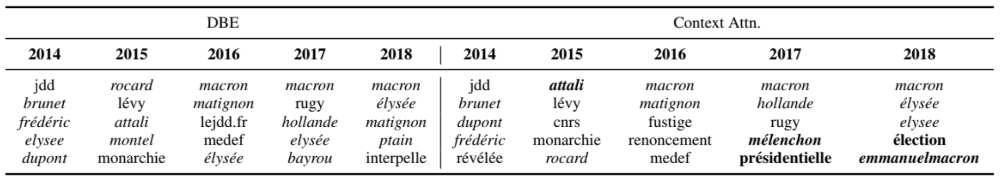 DBE Context Attn.
2014 2015 2016 2017 2018 2014 2015 2016 2017 2018
jdd rocard macron macron macron jdd attali macron macron macron
brunet lévy matignon rugy élysée brunet lévy matignon hollande élysée
frédéric attali lejdd.fr hollande matignon dupont cnrs fustige rugy elysee
elysee montel medef elysée ptain frédéric monarchie renoncement mélenchon élection
dupont monarchie élysée bayrou interpelle révélée rocard medef présidentielle emmanuelmacron